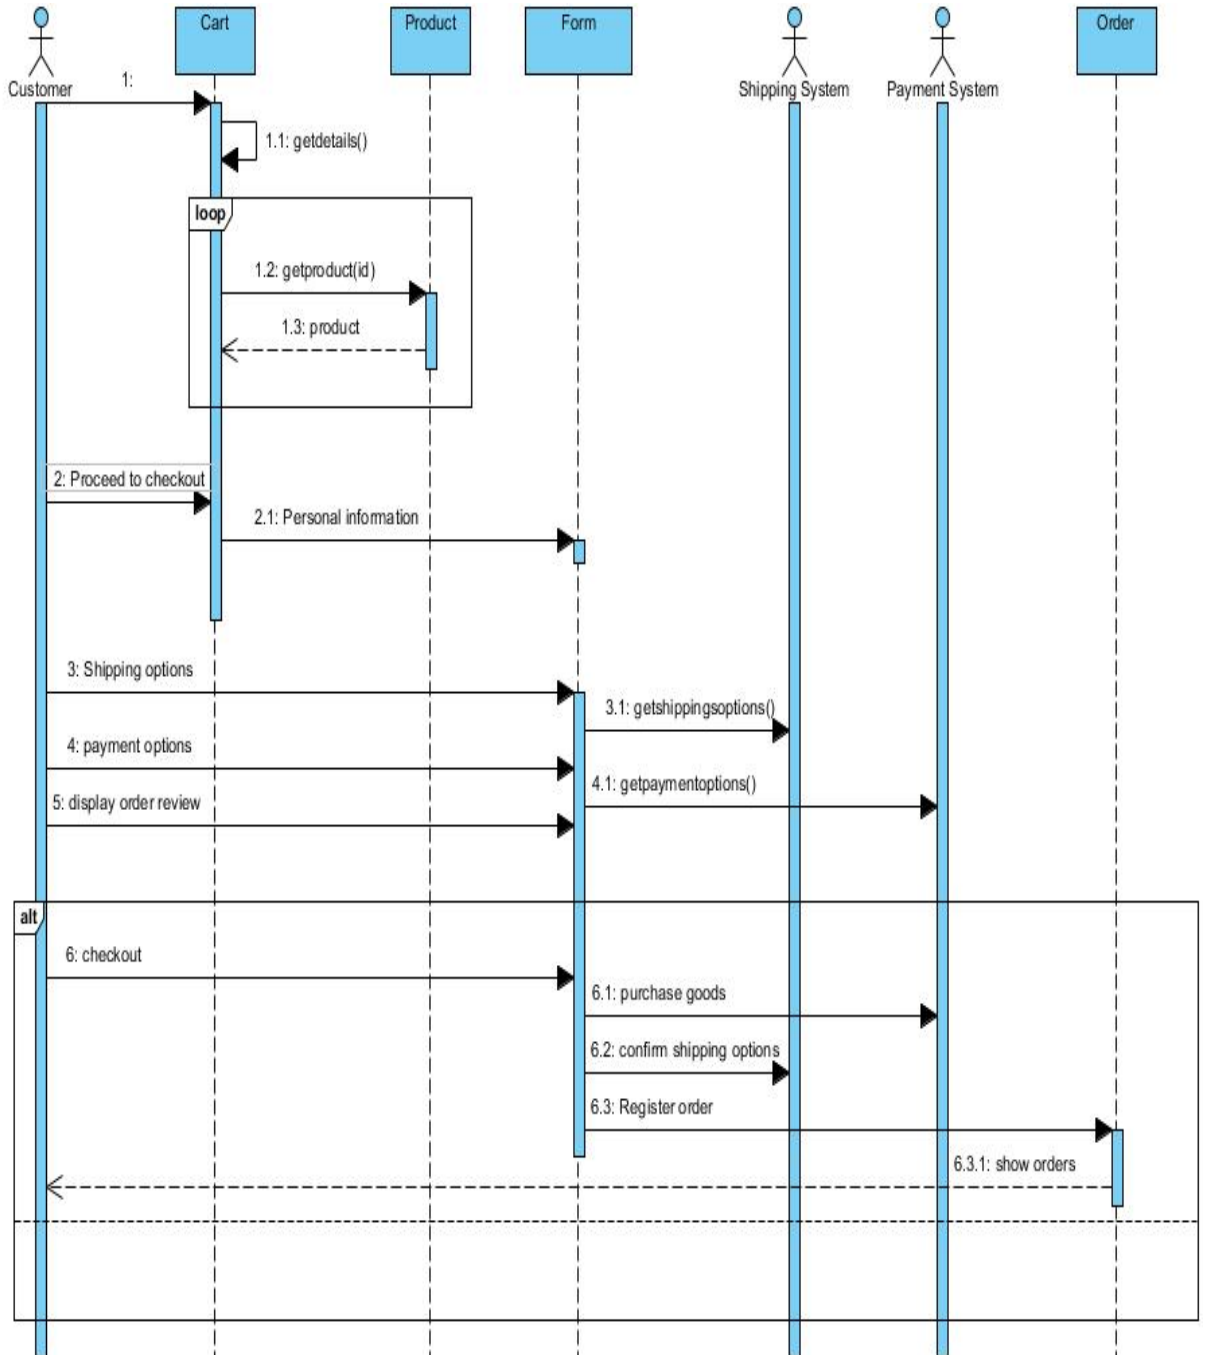 Cart
Product
Form
Order
Customer
Shipping System
Payment System
1:
1.1: getdetails()
loop
1.2: getproduct(id)
1.3: product
2: Proceed to checkout
2.1: Personal information
3: Shipping options
3.1: getshippingsoptions()
4: payment options
4.1: getpaymentoptions()
5: display order review
alt
6: checkout
6.1: purchase goods
6.2: confirm shipping options
6.3: Register order
6.3.1: show orders